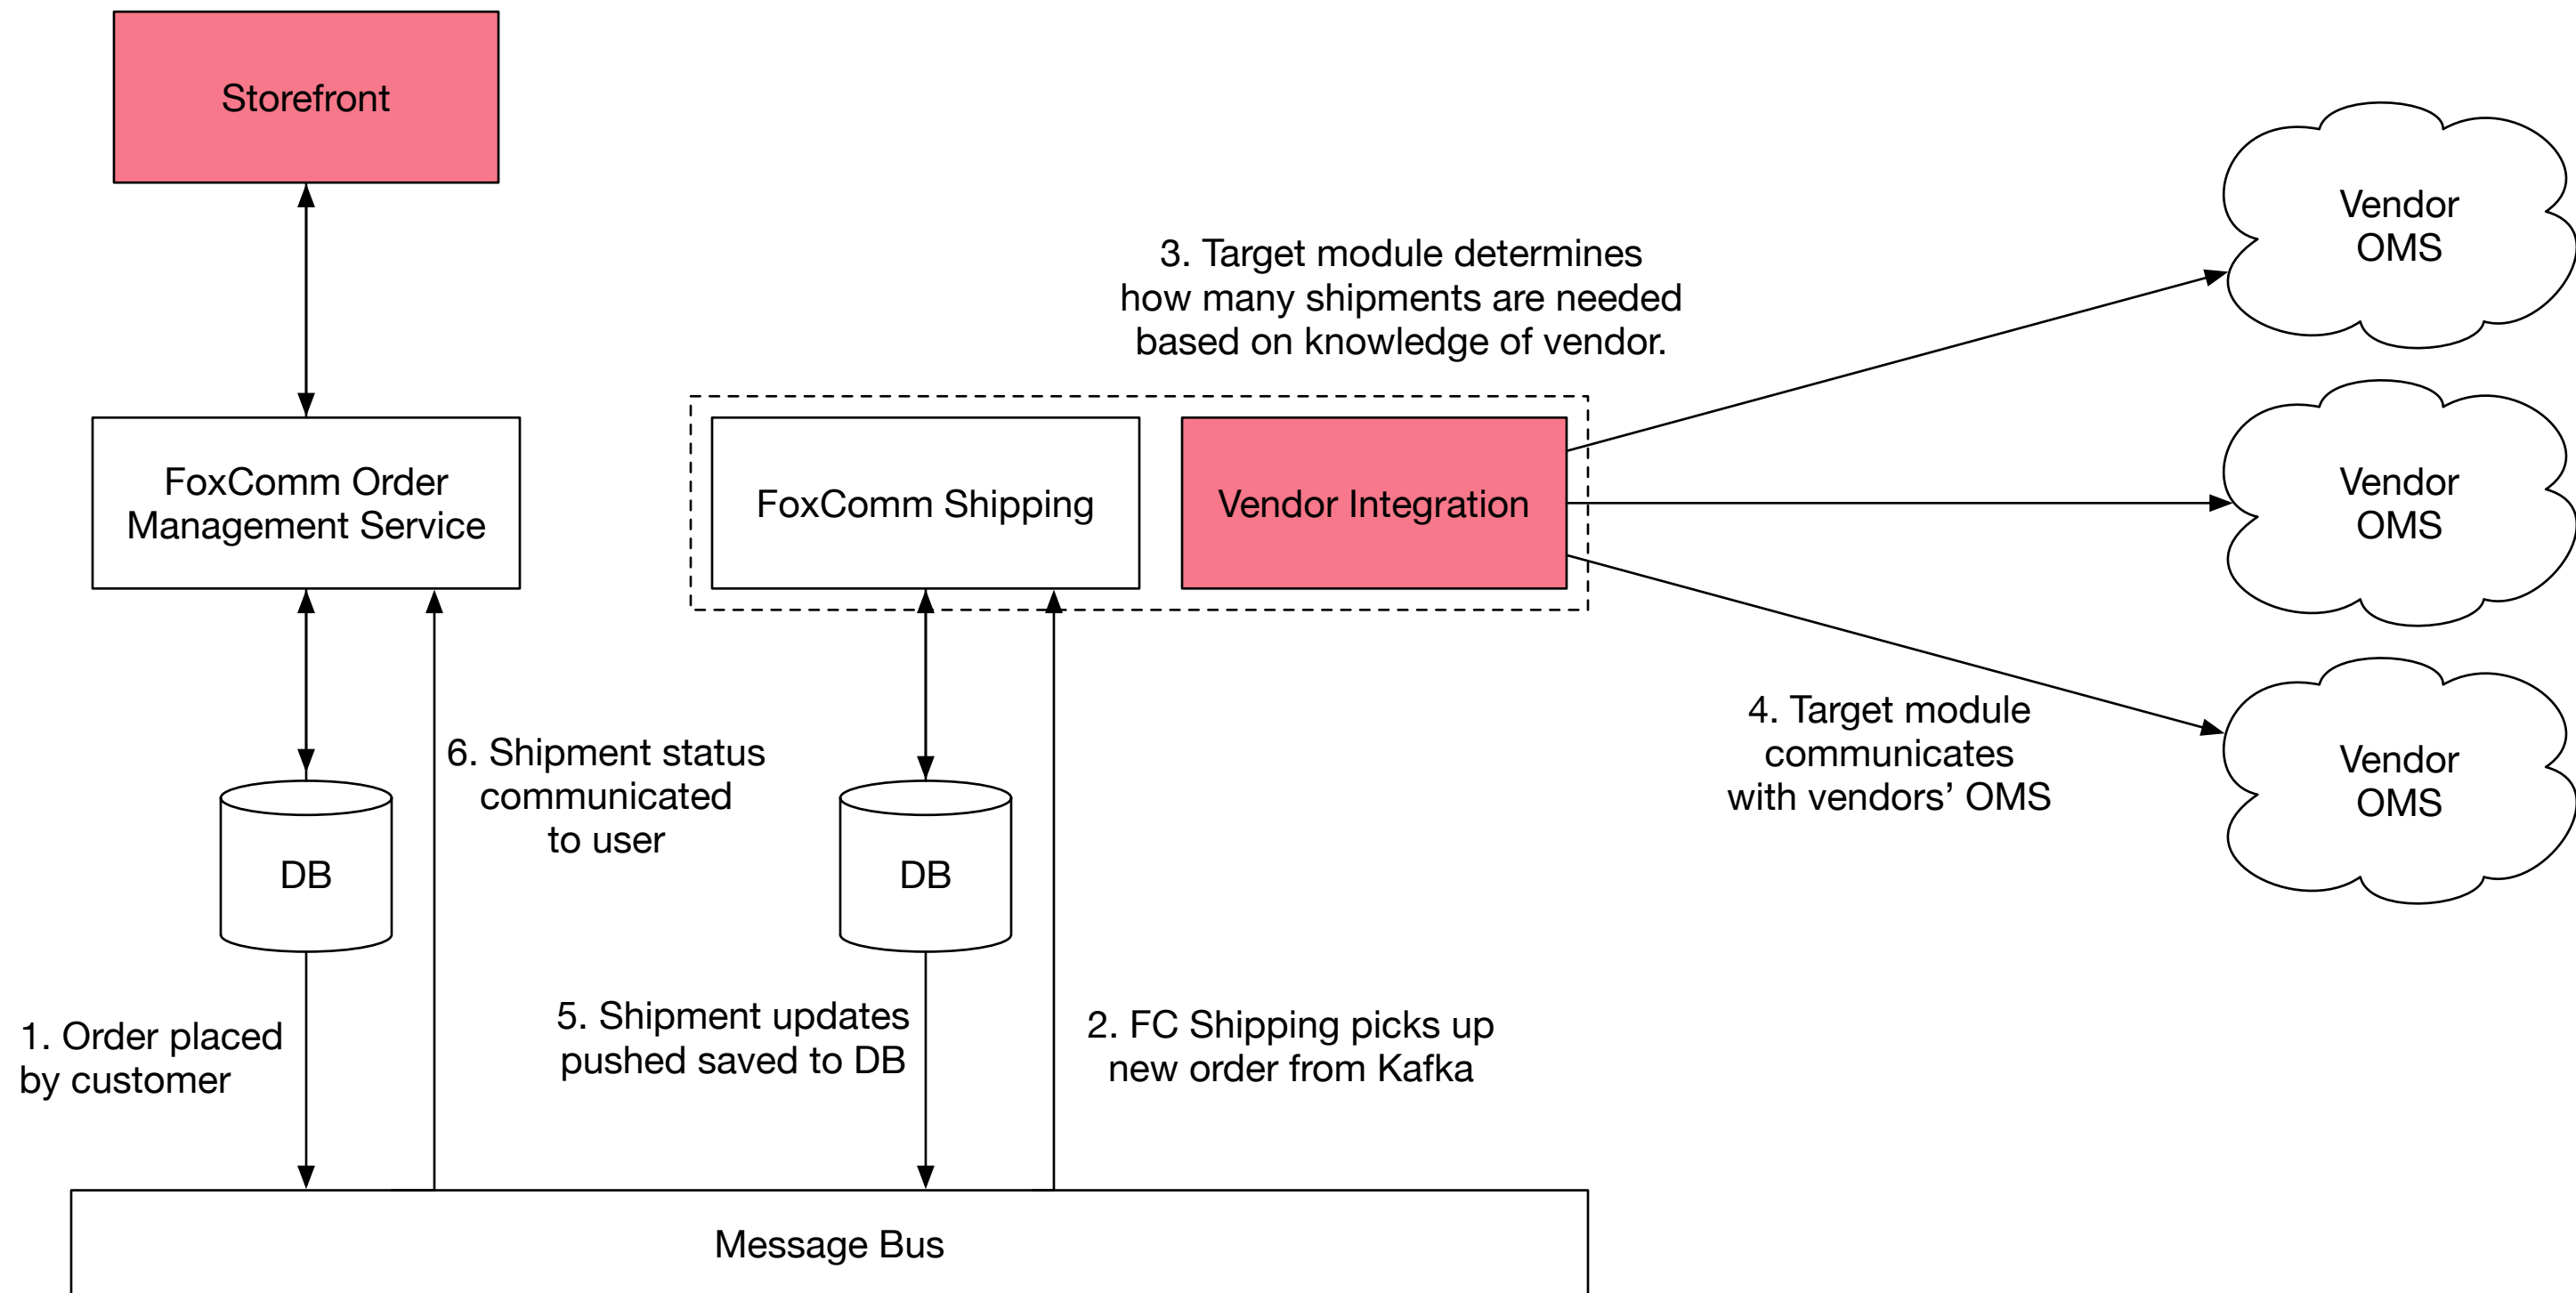 Storefront
Vendor
OMS
3. Target module determines
how many shipments are needed
based on knowledge of vendor.
FoxComm Order
Management Service
FoxComm Shipping
Vendor Integration
Vendor
OMS
4. Target module
communicates
with vendors’ OMS
Vendor
OMS
6. Shipment status
communicated
to user
DB
DB
1. Order placed
by customer
5. Shipment updates
pushed saved to DB
2. FC Shipping picks up
new order from Kafka
Message Bus